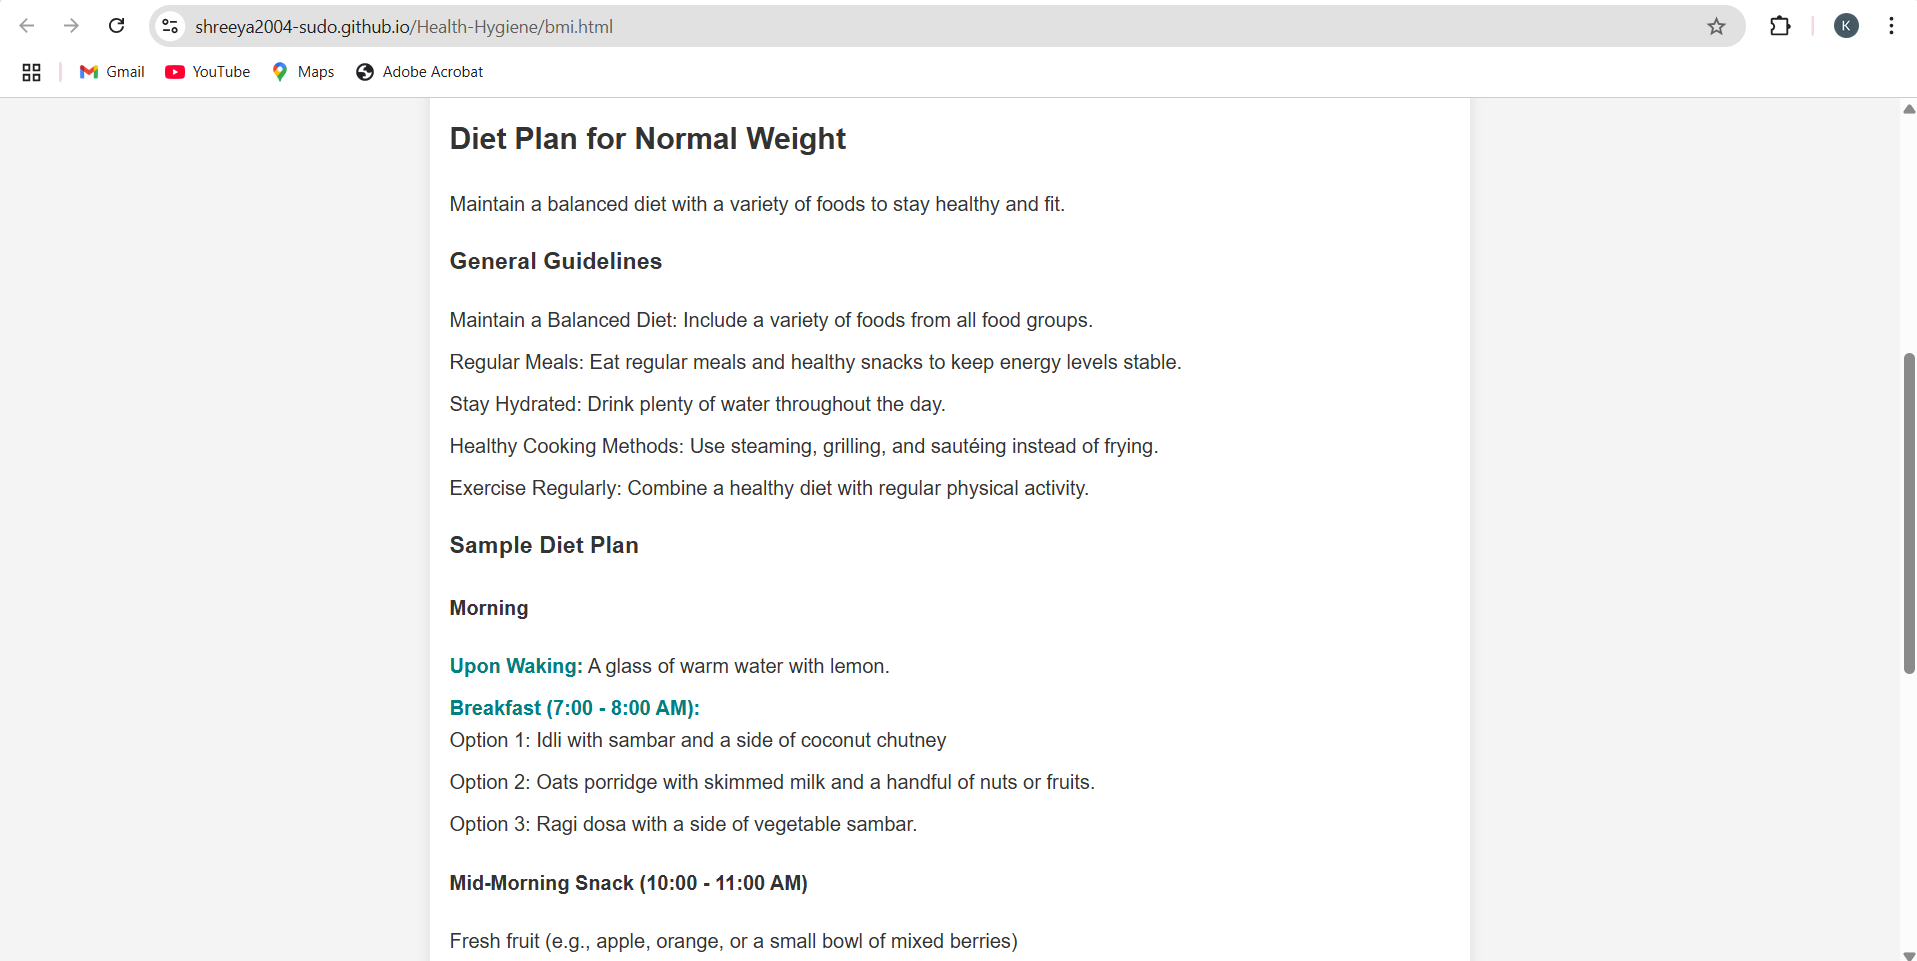 shreeya2004-sudo.github.io/Health-Hygiene/bmi.html
K
Gmail
YouTube
Maps
Adobe Acrobat
Diet Plan for Normal Weight
Maintain a balanced diet with a variety of foods to stay healthy and fit.
General Guidelines
Maintain a Balanced Diet: Include a variety of foods from all food groups.
Regular Meals: Eat regular meals and healthy snacks to keep energy levels stable.
Stay Hydrated: Drink plenty of water throughout the day.
Healthy Cooking Methods: Use steaming, grilling, and sautéing instead of frying.
Exercise Regularly: Combine a healthy diet with regular physical activity.
Sample Diet Plan
Morning
Upon Waking: A glass of warm water with lemon.
Breakfast (7:00 - 8:00 AM):
Option 1: Idli with sambar and a side of coconut chutney
Option 2: Oats porridge with skimmed milk and a handful of nuts or fruits.
Option 3: Ragi dosa with a side of vegetable sambar.
Mid-Morning Snack (10:00 - 11:00 AM)
Fresh fruit (e.g., apple, orange, or a small bowl of mixed berries)